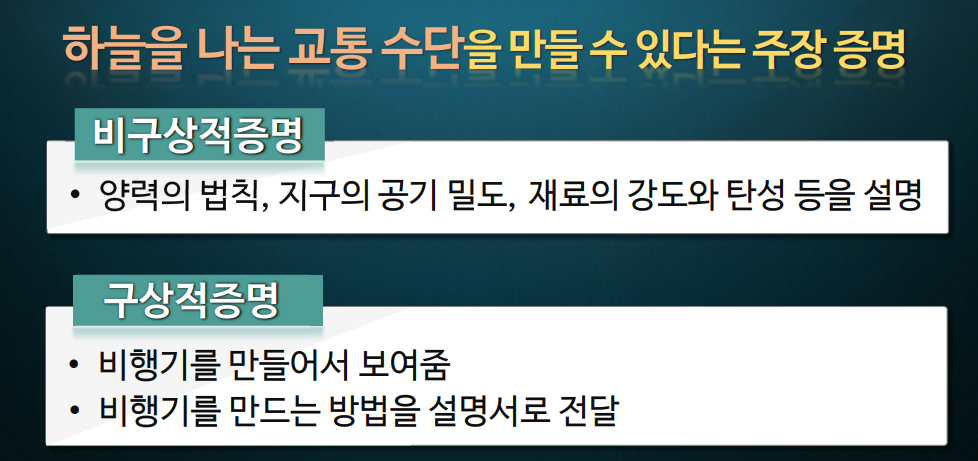 하늘을 나는 교통 수단을 만들 수 있다는 주장 증명
비구상적증명
• 양력의 법칙, 지구의 공기 밀도, 재료의 강도와 탄성 등을 설명
구상적증명
• 비행기를 만들어서 보여줌
• 비행기를 만드는 방법을 설명서로 전달